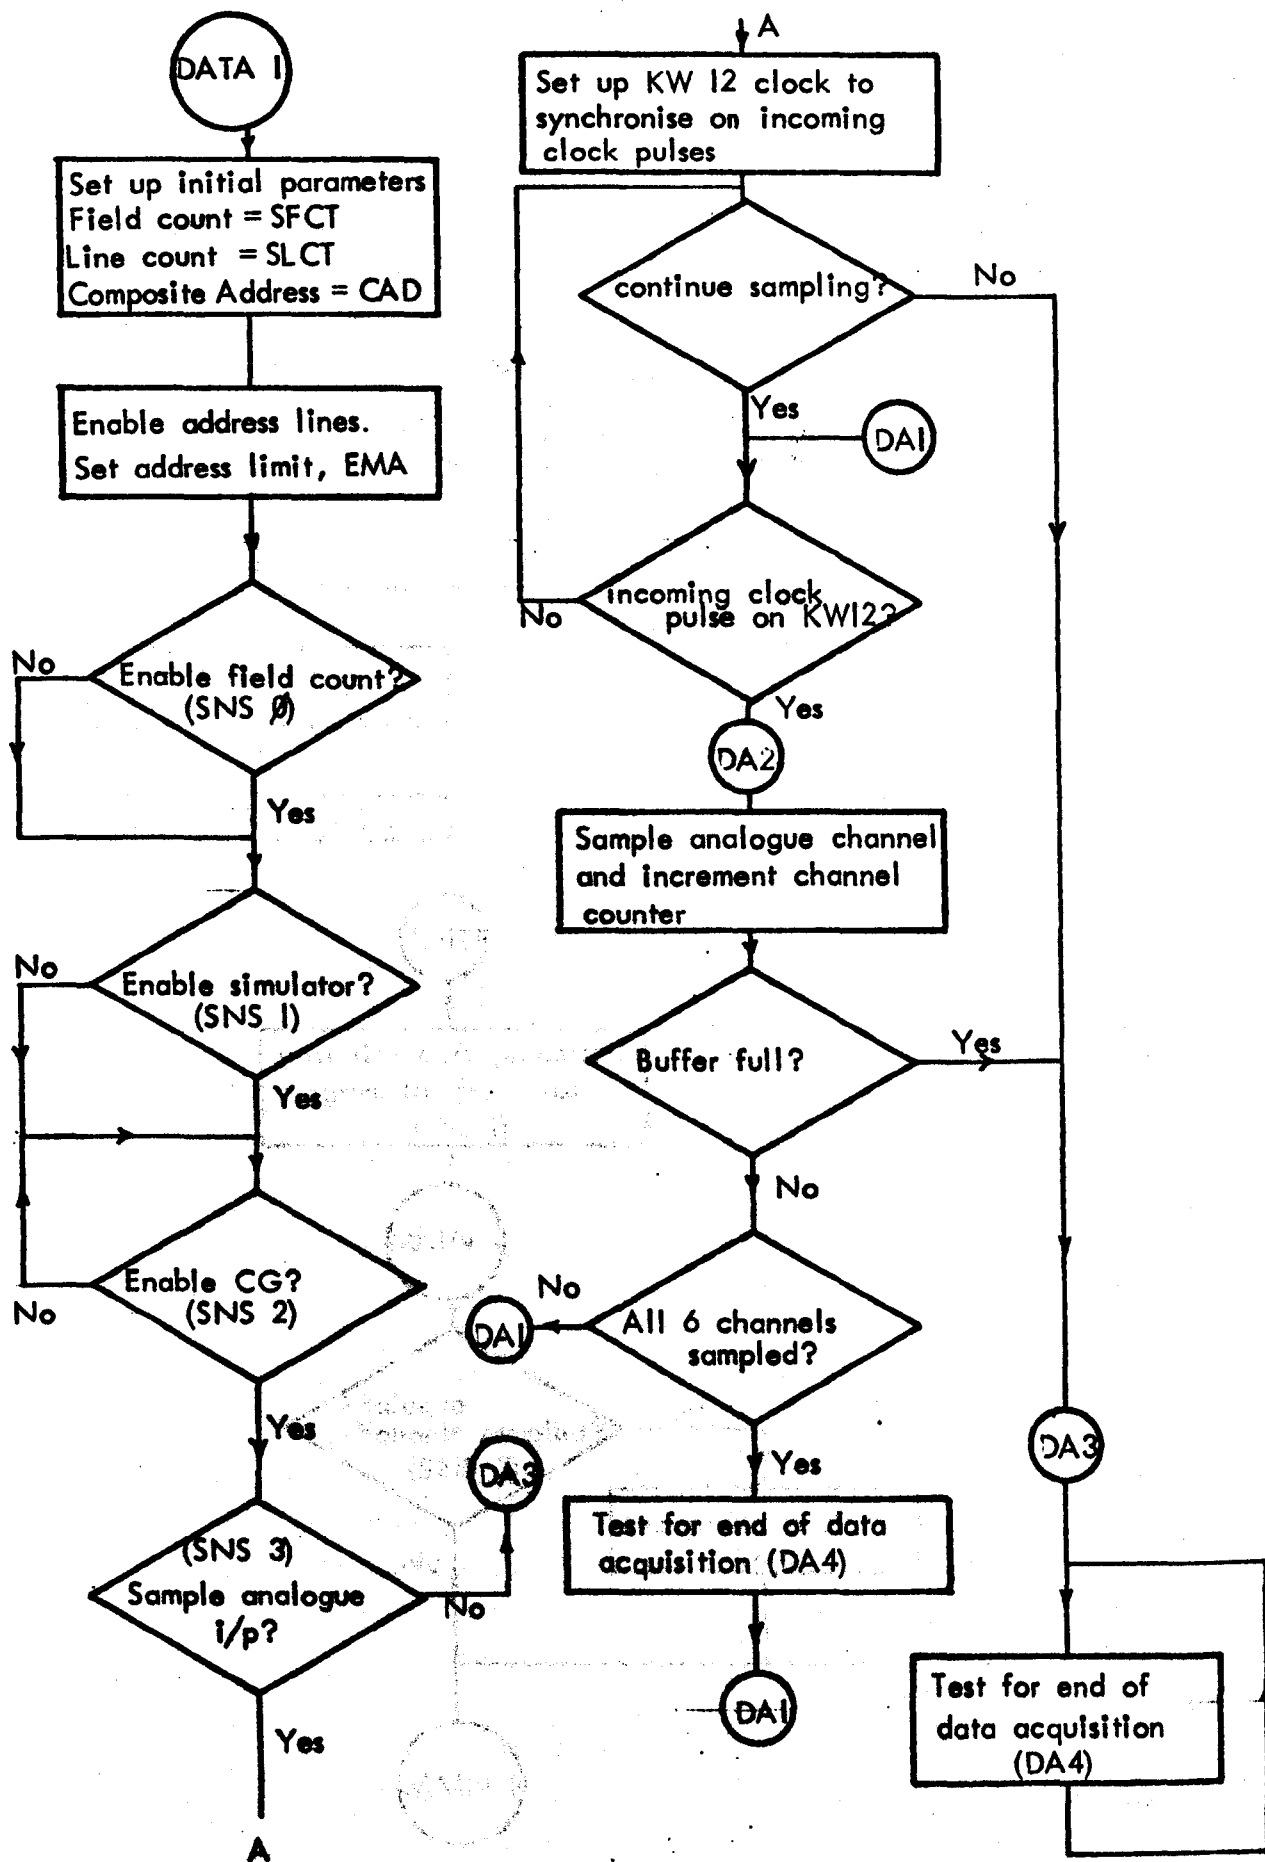 DATA 1
Set up initial parameters
Field count = SFCT
Line count = SLCT
Composite Address = CAD
Enable address lines.
Set address limit, EMA
No
Enable field count?
(SNS Ø)
Yes
No
Enable simulator?
(SNS 1)
Yes
Enable CG?
(SNS 2)
No
Yes
DA3
(SNS 3)
Sample analogue
i/p?
No
Yes
A
A
Set up KW 12 clock to
synchronise on incoming
clock pulses
continue sampling?
No
Yes
DA1
incoming clock
pulse on KW12?
No
Yes
DA2
Sample analogue channel
and increment channel
counter
Buffer full?
Yes
No
No
DA1
All 6 channels
sampled?
Yes
Test for end of data
acquisition (DA4)
DA1
DA3
Test for end of
data acquisition
(DA4)